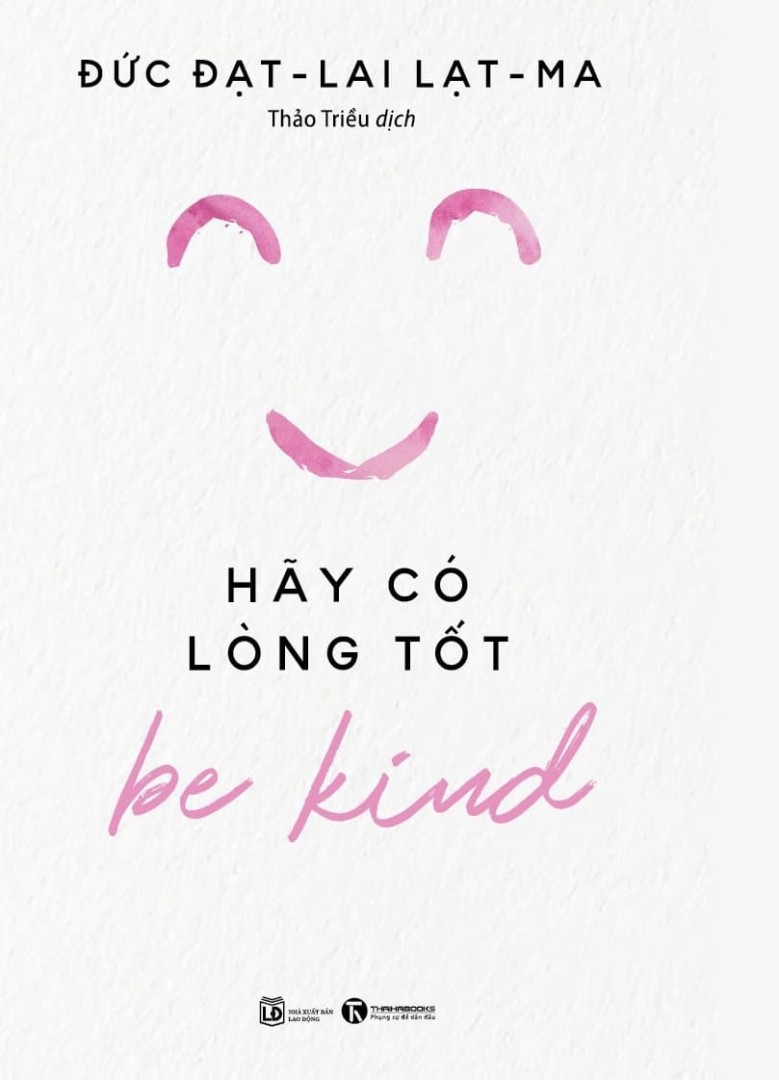 ĐỨC ĐẠT-LAI LẠT-MA
Thảo Triều dịch
HÃY CÓ
LÒNG TỐT
be kind
LĐ NHÀ XUẤT BẢN
LAO ĐỘNG
THAIHABOOKS
Phụng sự để dẫn đầu